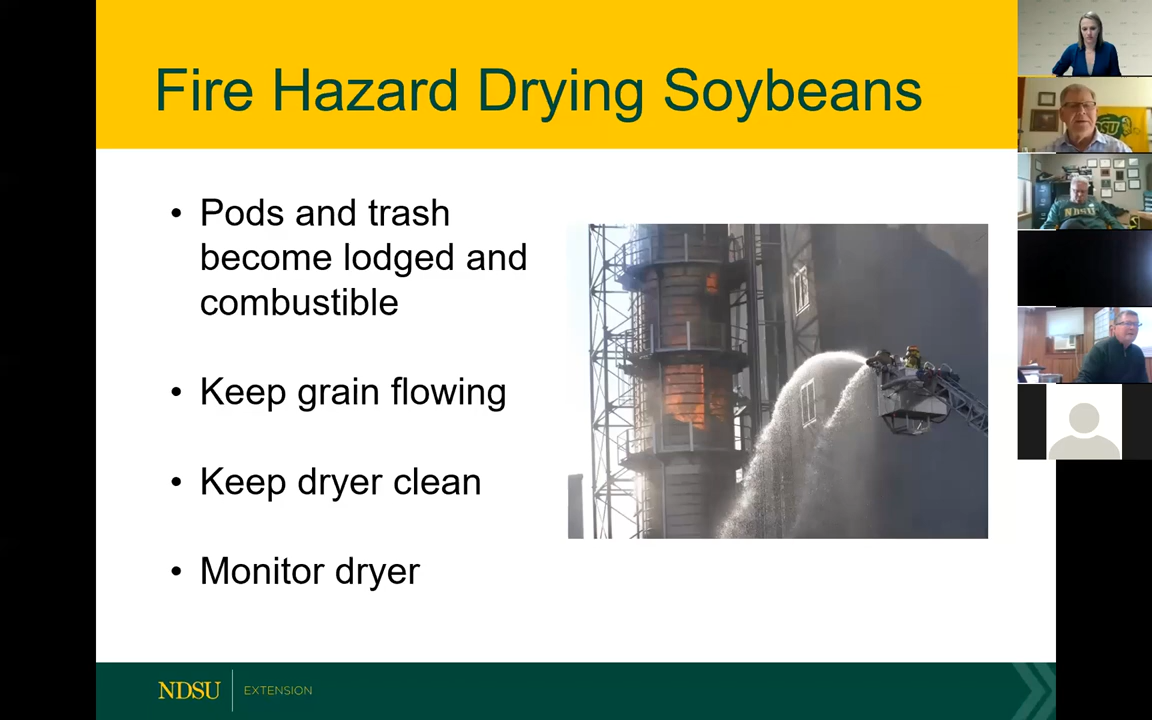 Fire Hazard Drying Soybeans
• Pods and trash
become lodged and
combustible
• Keep grain flowing
• Keep dryer clean
• Monitor dryer
NDSU EXTENSION
NDSU